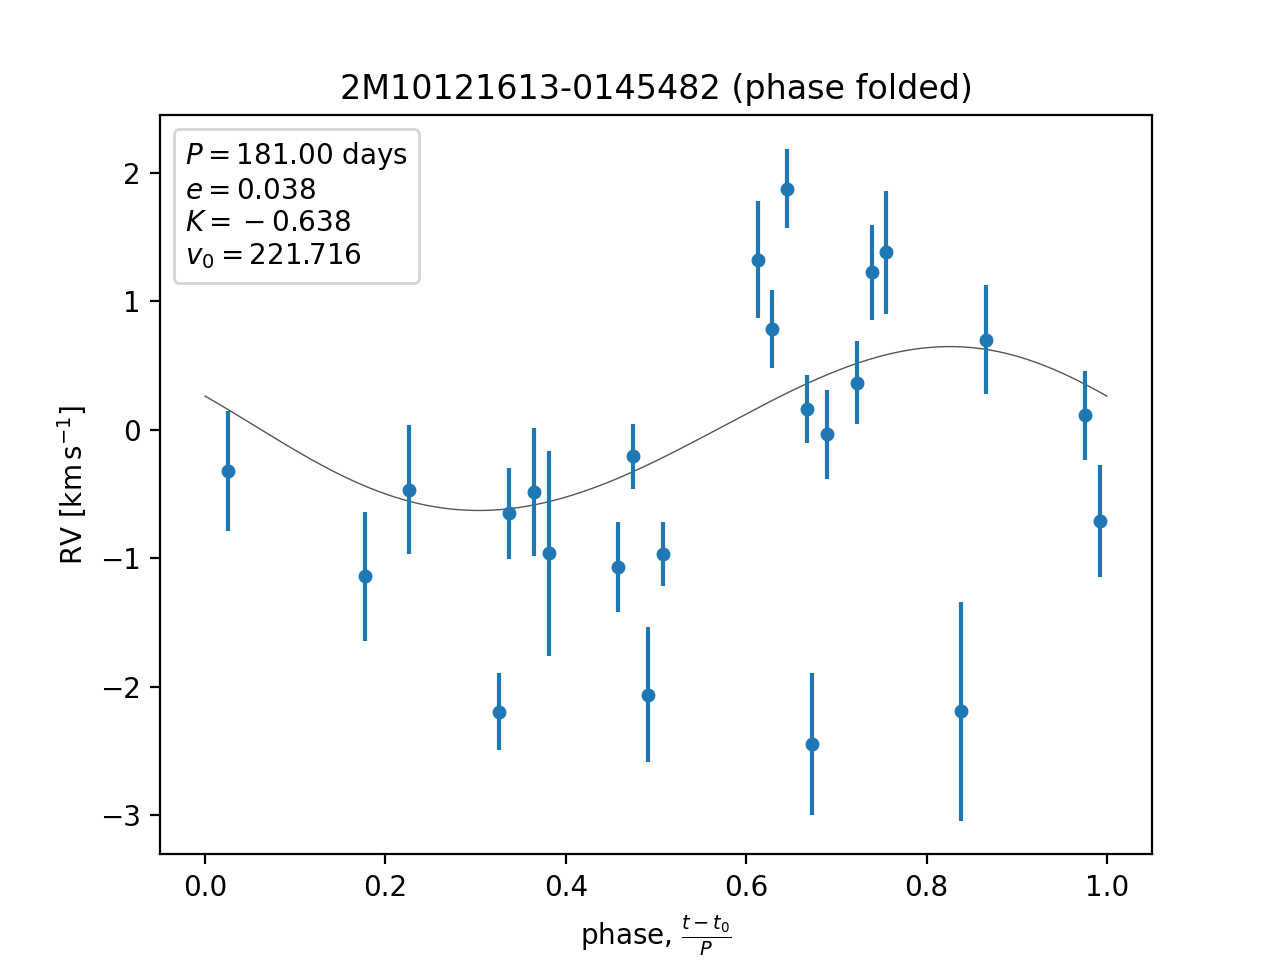 2M10121613-0145482 (phase folded)
P = 181.00 days
e = 0.038
K = −0.638
v₀ = 221.716
2
1
0
−1
−2
−3
RV [km s⁻¹]
0.0 0.2 0.4 0.6 0.8 1.0
phase, (t − t₀)/P